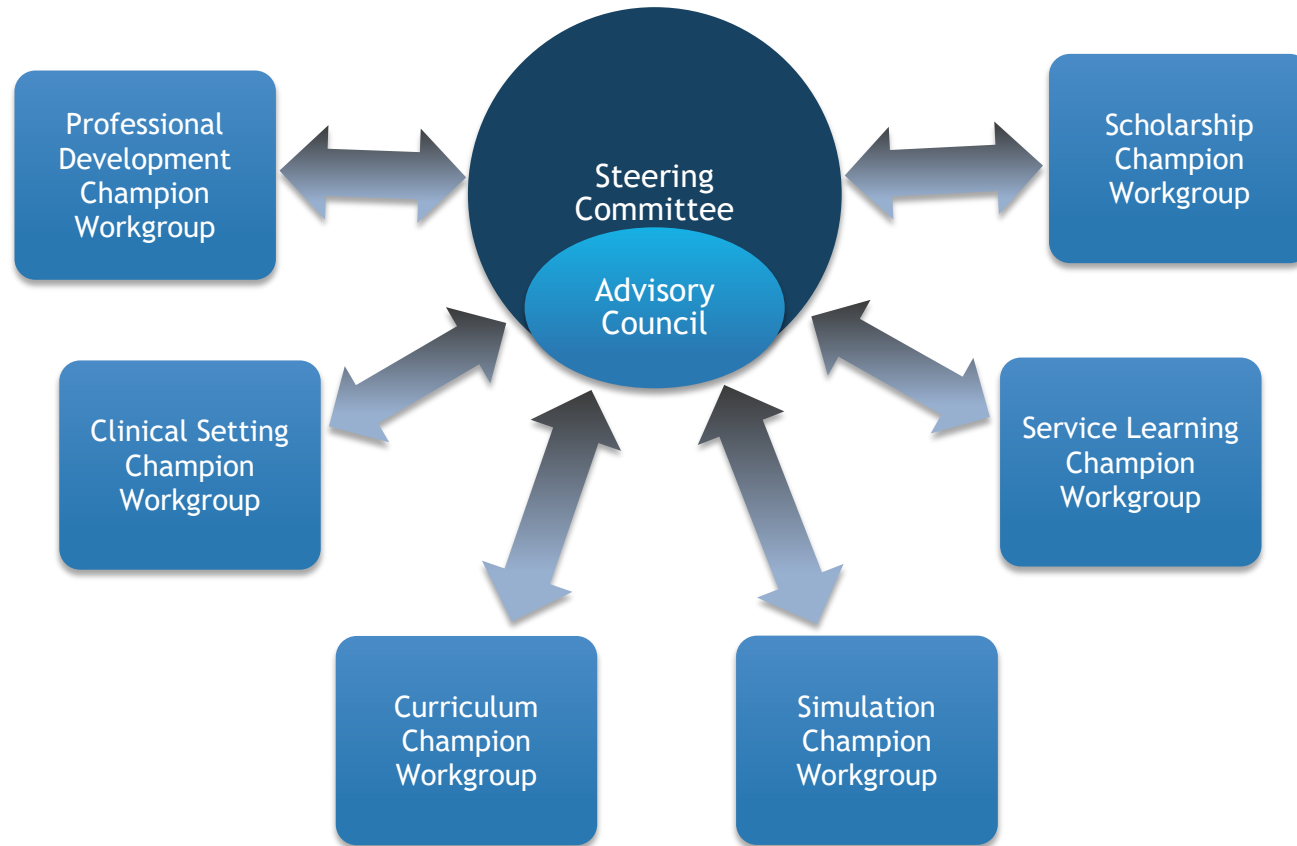 Professional
Development
Champion
Workgroup
Steering
Committee
Advisory
Council
Scholarship
Champion
Workgroup
Clinical Setting
Champion
Workgroup
Service Learning
Champion
Workgroup
Curriculum
Champion
Workgroup
Simulation
Champion
Workgroup